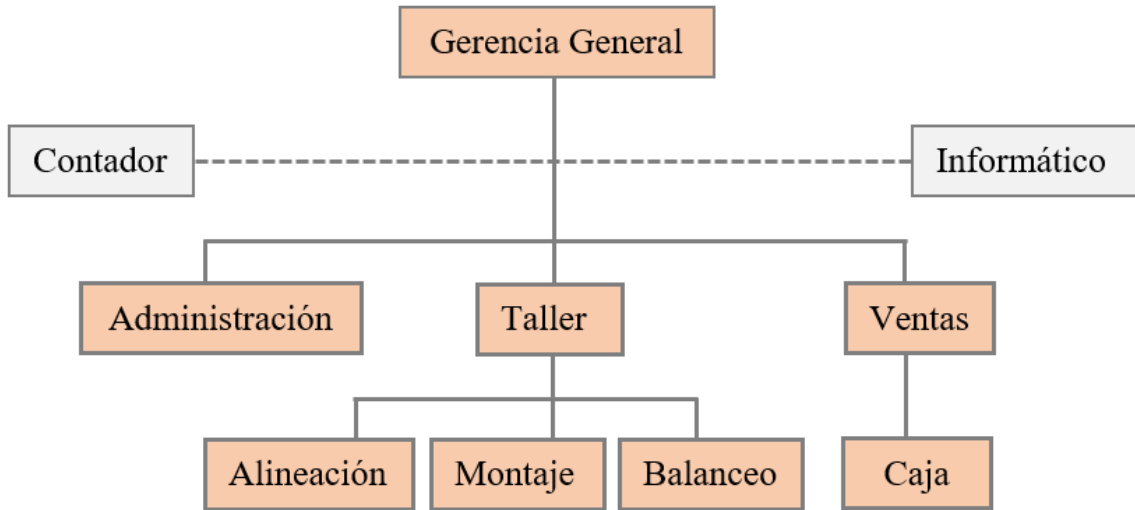 Gerencia General
Contador
Informático
Administración
Taller
Ventas
Alineación
Montaje
Balanceo
Caja